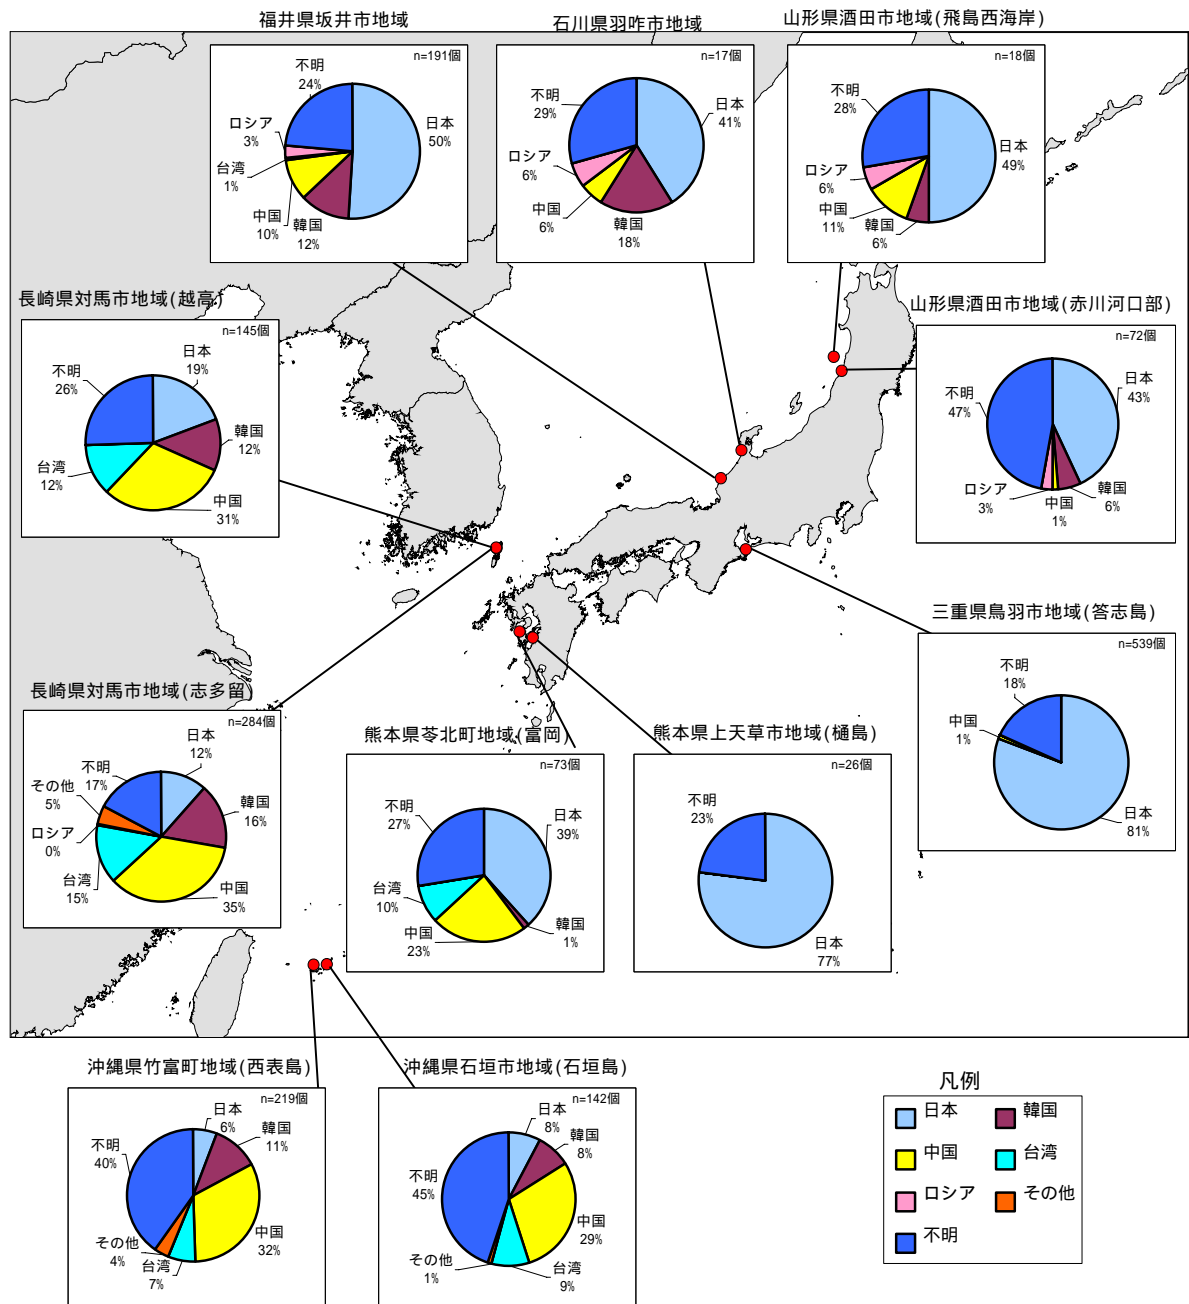 福井県坂井市地域
n=191個
不明
24%
ロシア
3%
台湾
1%
中国
10%
韓国
12%
日本
50%
石川県羽咋市地域
n=17個
不明
29%
ロシア
6%
中国
6%
韓国
18%
日本
41%
山形県酒田市地域(飛島西海岸)
n=18個
不明
28%
ロシア
6%
中国
11%
韓国
6%
日本
49%
長崎県対馬市地域(越高)
n=145個
不明
26%
台湾
12%
中国
31%
韓国
12%
日本
19%
山形県酒田市地域(赤川河口部)
n=72個
不明
47%
ロシア
3%
中国
1%
韓国
6%
日本
43%
三重県鳥羽市地域(答志島)
n=539個
不明
18%
中国
1%
日本
81%
長崎県対馬市地域(志多留)
n=284個
不明
17%
その他
5%
ロシア
0%
台湾
15%
中国
35%
韓国
16%
日本
12%
熊本県苓北町地域(富岡)
n=73個
不明
27%
台湾
10%
中国
23%
韓国
1%
日本
39%
熊本県上天草市地域(樋島)
n=26個
不明
23%
日本
77%
沖縄県竹富町地域(西表島)
n=219個
不明
40%
その他
4%
台湾
7%
中国
32%
韓国
11%
日本
6%
沖縄県石垣市地域(石垣島)
n=142個
不明
45%
その他
1%
台湾
9%
中国
29%
韓国
8%
日本
8%
凡例
日本 韓国
中国 台湾
ロシア その他
不明